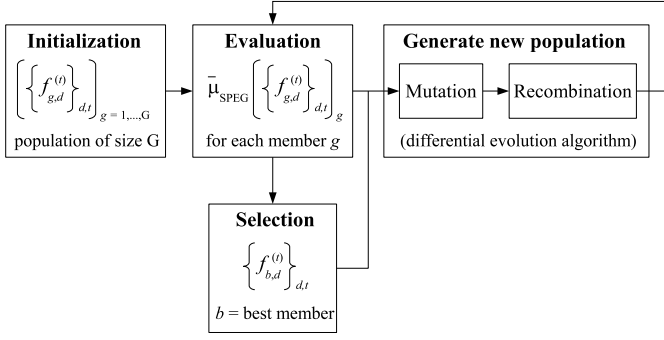 Initialization
[ { f_{g,d}^{(t)} }_{d,t} ]_{g = 1,...,G}
population of size G
Evaluation
μ̄_{SPEG} [ { f_{g,d}^{(t)} }_{d,t} ]_g
for each member g
Generate new population
Mutation
Recombination
(differential evolution algorithm)
Selection
{ f_{b,d}^{(t)} }_{d,t}
b = best member